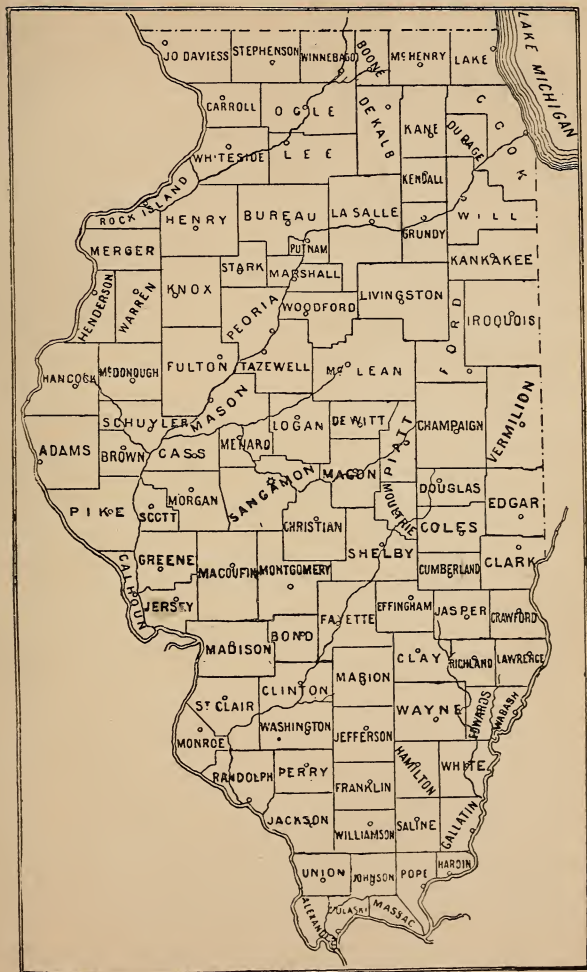 LAKE MICHIGAN
JO DAVIESS STEPHENSON WINNEBAGO BOONE McHENRY LAKE
CARROLL OGLE DE KALB KANE COOK
DUPAGE
WHITESIDE LEE
KENDALL
ROCK ISLAND HENRY BUREAU LA SALLE GRUNDY WILL
MERGER PUTNAM
KANKAKEE
STARK MARSHALL
HENDERSON WARREN KNOX PEORIA WOODFORD LIVINGSTON FORD IROQUOIS
HANCOCK McDONOUGH FULTON TAZEWELL McLEAN
SCHUYLER MASON LOGAN DE WITT PIATT CHAMPAIGN VERMILION
ADAMS BROWN CASS MENARD
MACON
PIKE SCOTT MORGAN SANGAMON MOULTRIE DOUGLAS EDGAR
CHRISTIAN COLES
GREENE MACOUPIN MONTGOMERY SHELBY CUMBERLAND CLARK
CALHOUN JERSEY FAYETTE EFFINGHAM JASPER CRAWFORD
MADISON BOND
CLAY RICHLAND LAWRENCE
MARION
ST CLAIR CLINTON WAYNE EDWARDS WABASH
MONROE WASHINGTON JEFFERSON
RANDOLPH PERRY HAMILTON WHITE
FRANKLIN
JACKSON WILLIAMSON SALINE GALLATIN
UNION JOHNSON POPE HARDIN
ALEXANDER PULASKI MASSAC